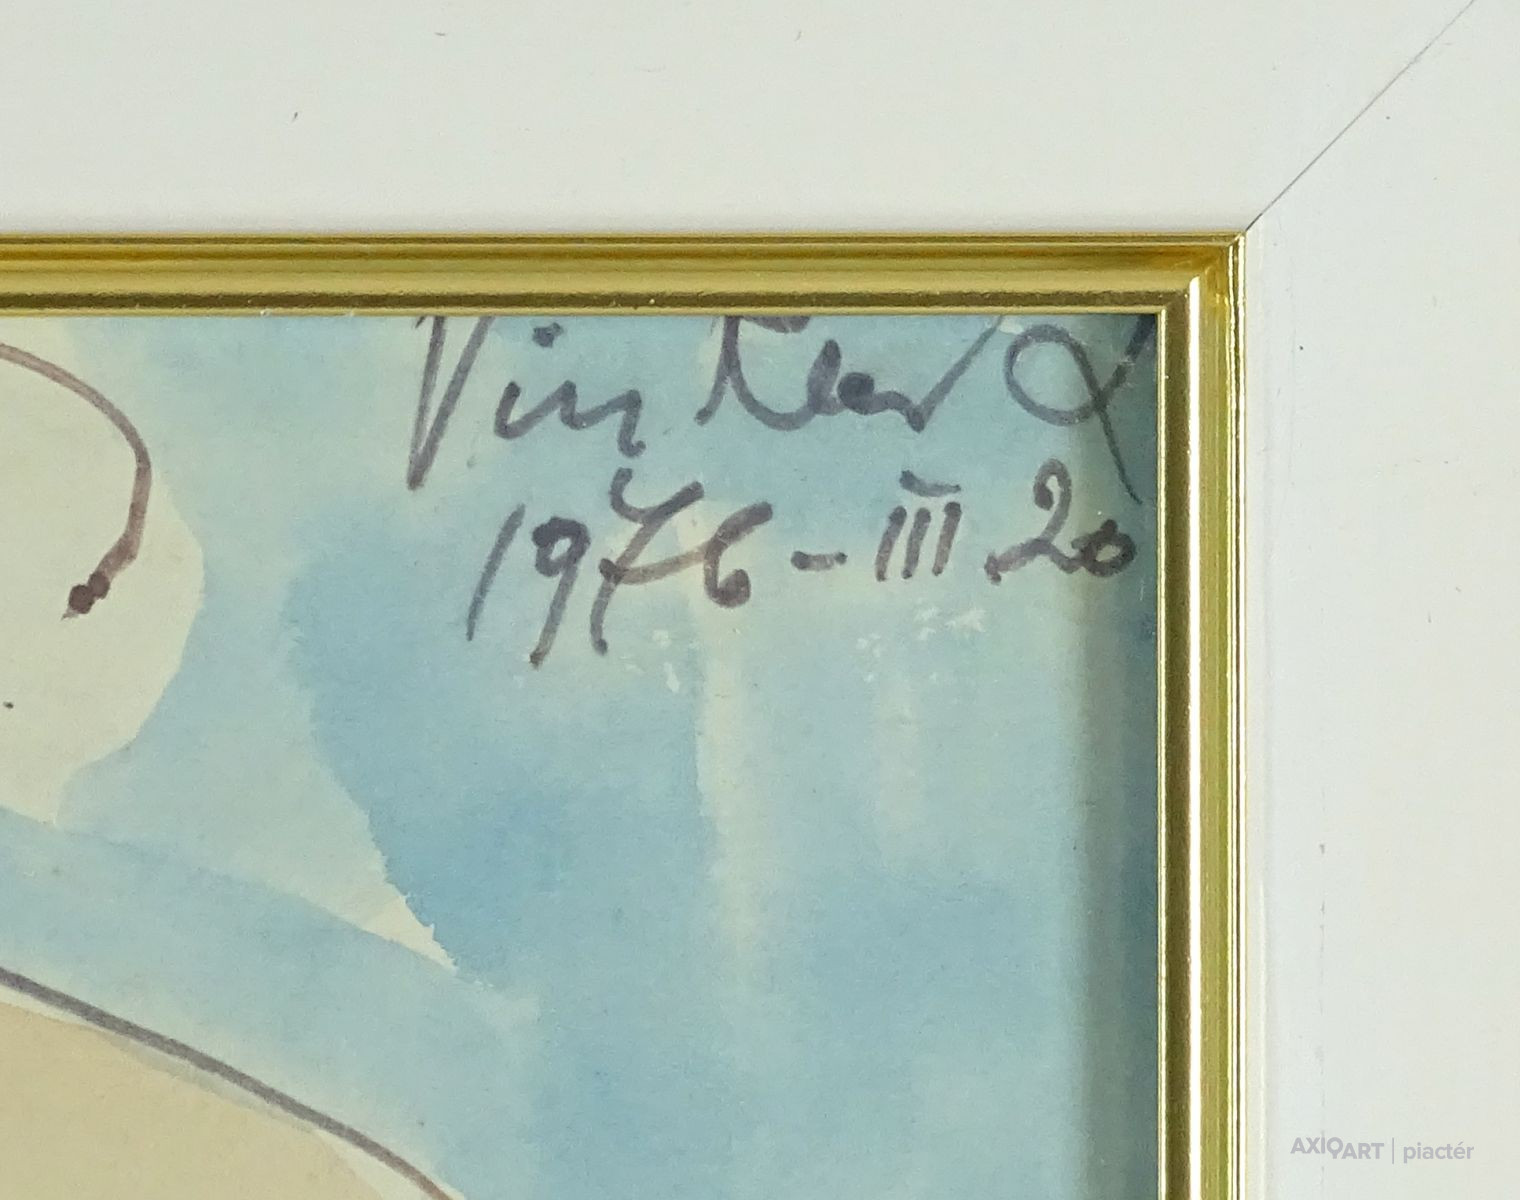 Vinkler L
1976-III.20
AXIOART | piactér